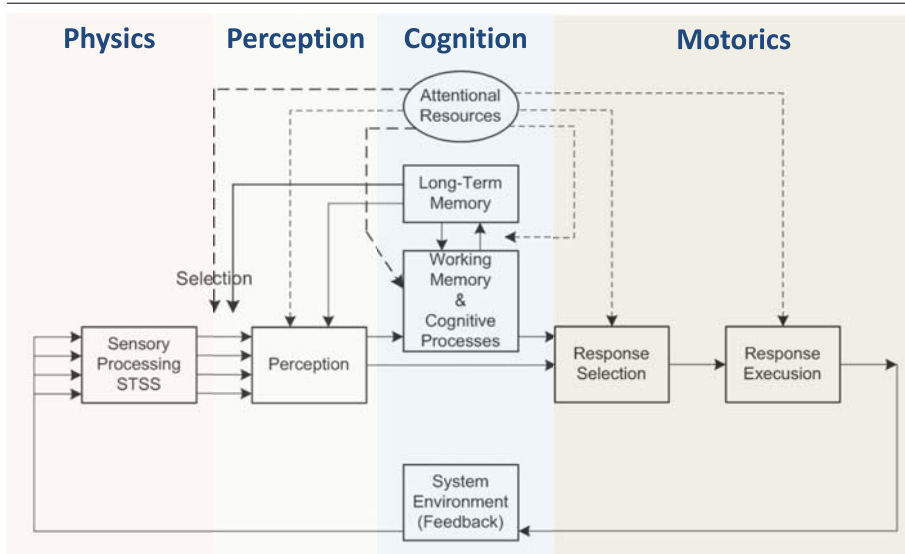 Physics
Perception
Cognition
Motorics
Attentional
Resources
Long-Term
Memory
Selection
Working
Memory
&
Cognitive
Processes
Sensory
Processing
STSS
Perception
Response
Selection
Response
Execution
System
Environment
(Feedback)